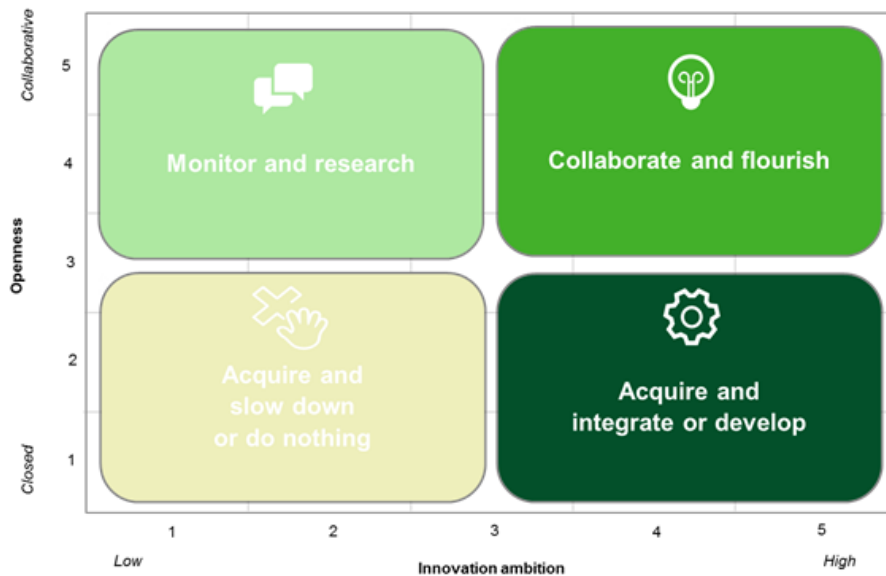 Collaborative
Openness
Closed
5
4
3
2
1
Monitor and research
Collaborate and flourish
Acquire and
slow down
or do nothing
Acquire and
integrate or develop
1
2
3
4
5
Low
Innovation ambition
High